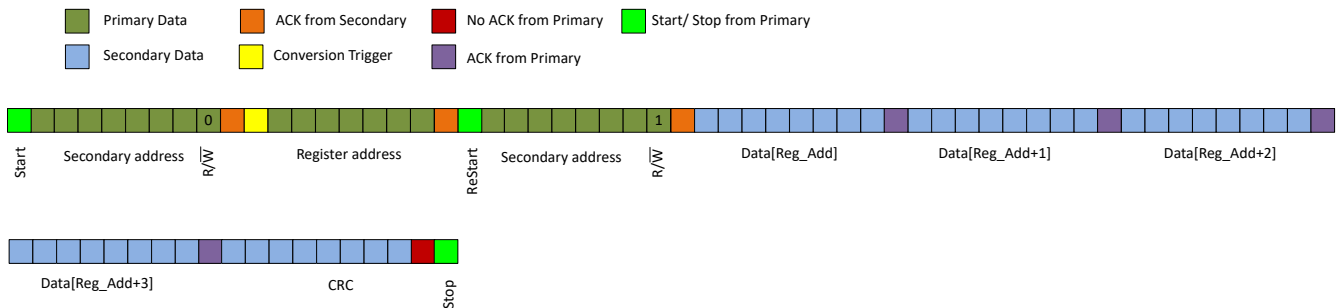 Primary Data
ACK from Secondary
No ACK from Primary
Start/ Stop from Primary
Secondary Data
Conversion Trigger
ACK from Primary
0
1
Start
Secondary address
R/W
Register address
ReStart
Secondary address
R/W
Data[Reg_Add]
Data[Reg_Add+1]
Data[Reg_Add+2]
Data[Reg_Add+3]
CRC
Stop